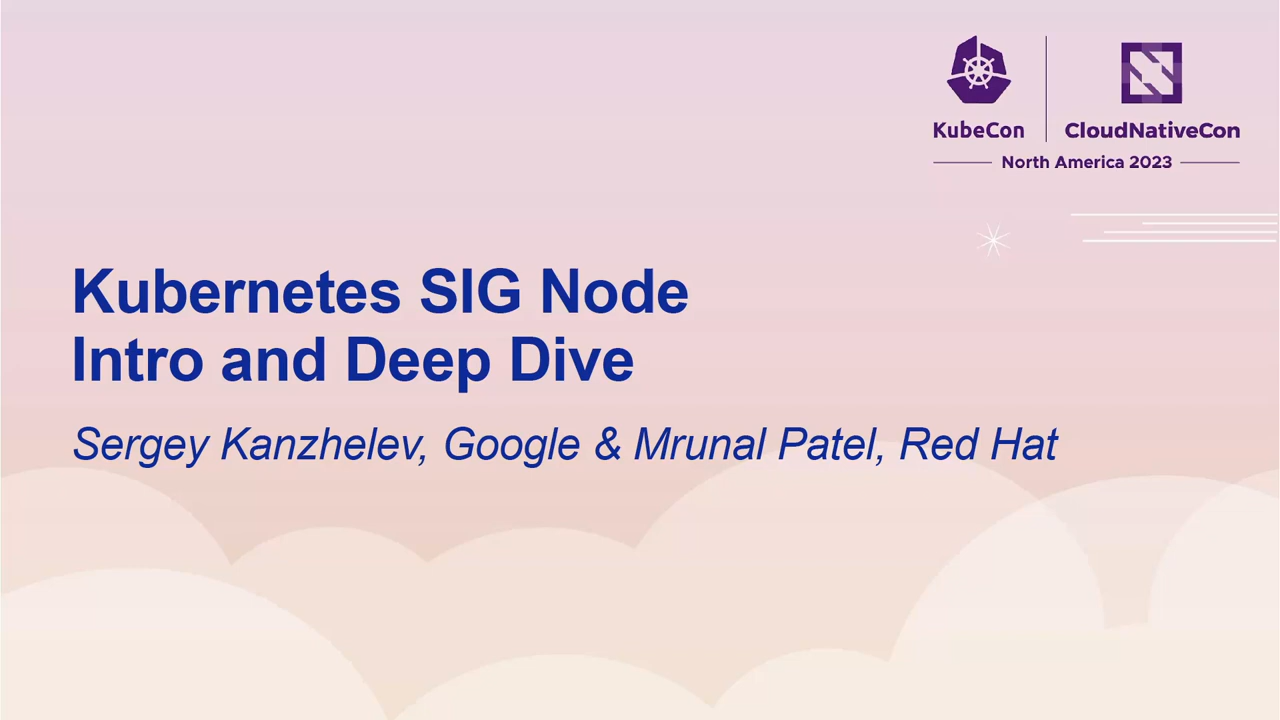 KubeCon
CloudNativeCon
North America 2023
Kubernetes SIG Node
Intro and Deep Dive
Sergey Kanzhelev, Google & Mrunal Patel, Red Hat